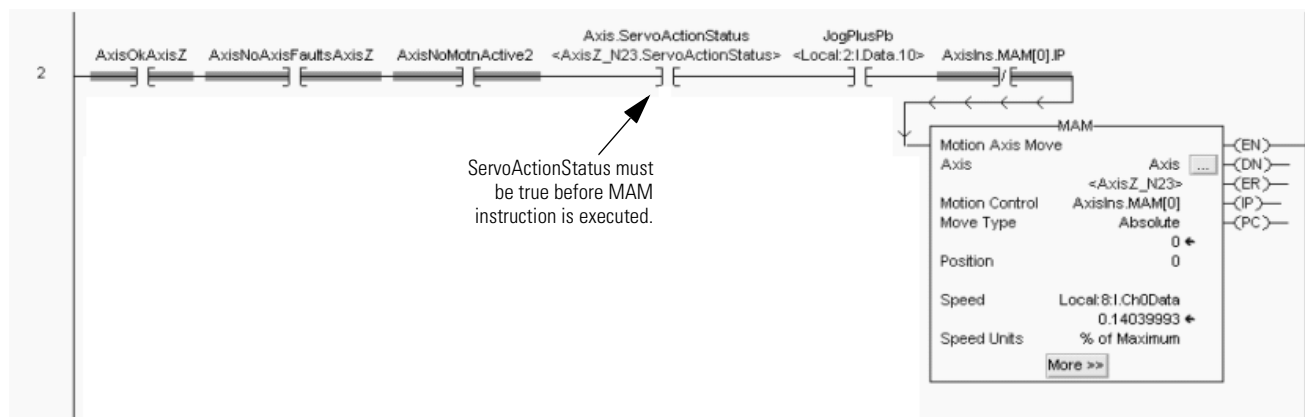 Axis.ServoActionStatus
JogPlusPb
AxisOkAxisZ
AxisNoAxisFaultsAxisZ
AxisNoMotnActive2
<AxisZ_N23.ServoActionStatus>
<Local:2:I.Data.10>
AxisIns.MAM[0].IP
2
ServoActionStatus must
be true before MAM
instruction is executed.
MAM
Motion Axis Move
Axis Axis ...
<AxisZ_N23>
Motion Control AxisIns.MAM[0]
Move Type Absolute
0
Position 0
Speed Local:8:I.Ch0Data
0.14039993
Speed Units % of Maximum
More >>
(EN)
(DN)
(ER)
(IP)
(PC)